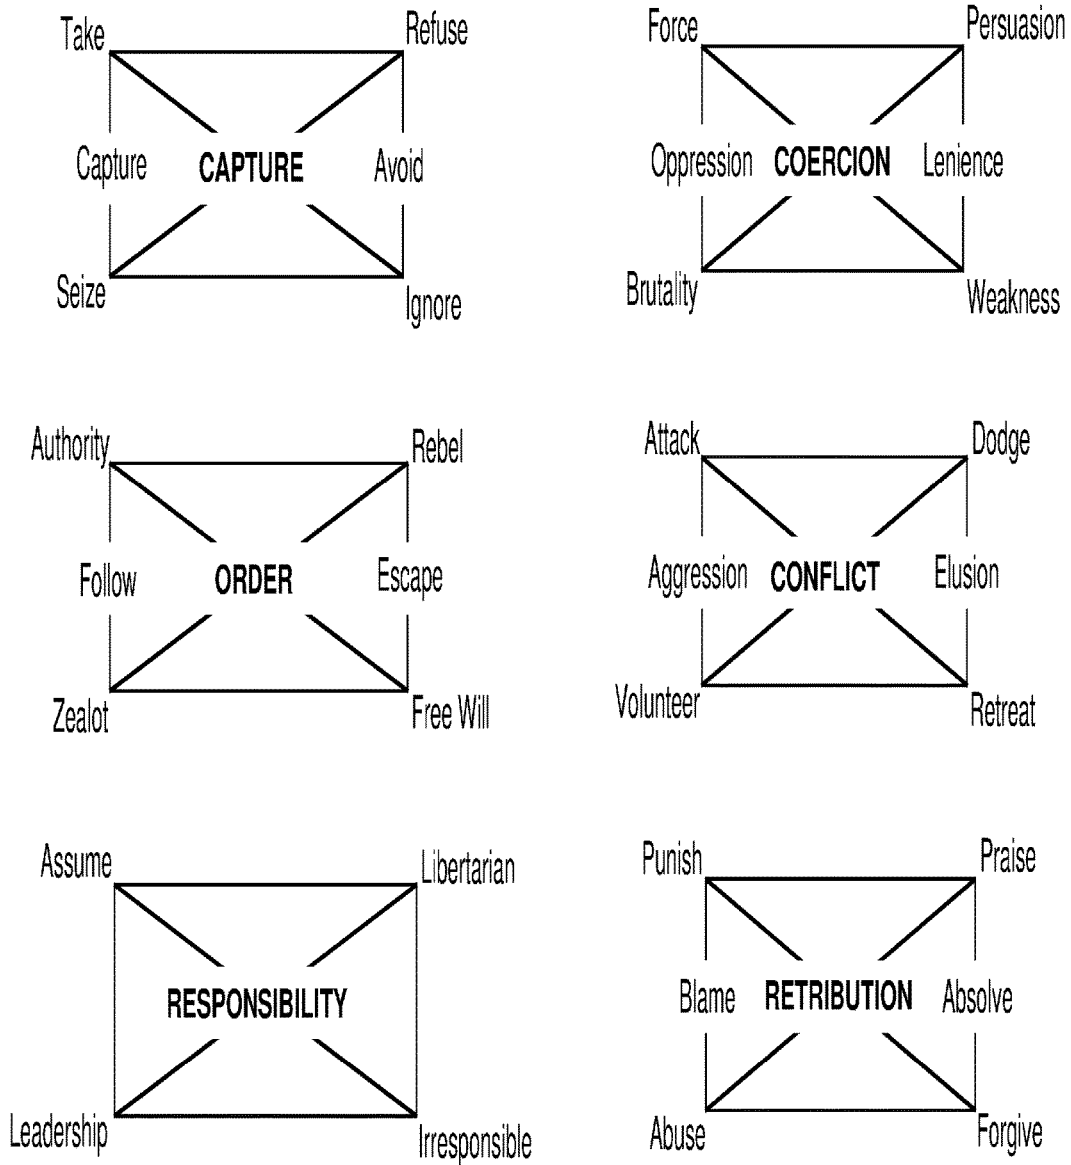 Take
Refuse
Capture
CAPTURE
Avoid
Seize
Ignore
Force
Persuasion
Oppression
COERCION
Lenience
Brutality
Weakness
Authority
Rebel
Follow
ORDER
Escape
Zealot
Free Will
Attack
Dodge
Aggression
CONFLICT
Elusion
Volunteer
Retreat
Assume
Libertarian
RESPONSIBILITY
Leadership
Irresponsible
Punish
Praise
Blame
RETRIBUTION
Absolve
Abuse
Forgive